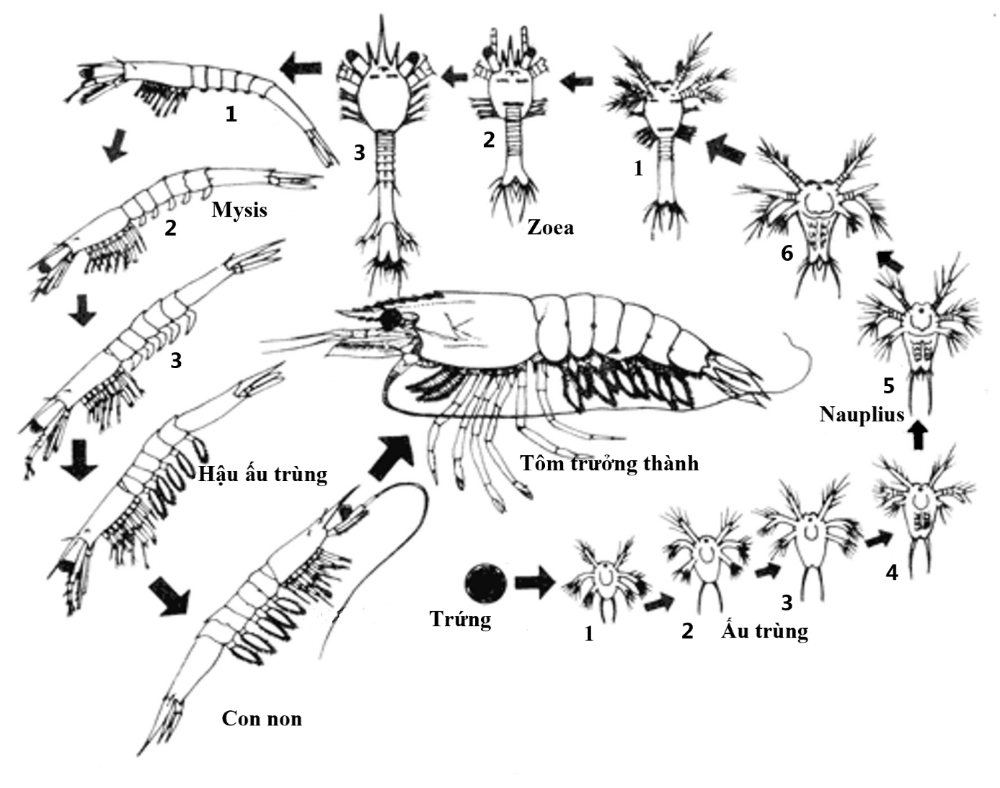 1
2
3
Mysis
3
2
1
Zoea
6
5
Nauplius
4
3
2
1
Ấu trùng
Trứng
Tôm trưởng thành
Hậu ấu trùng
Con non